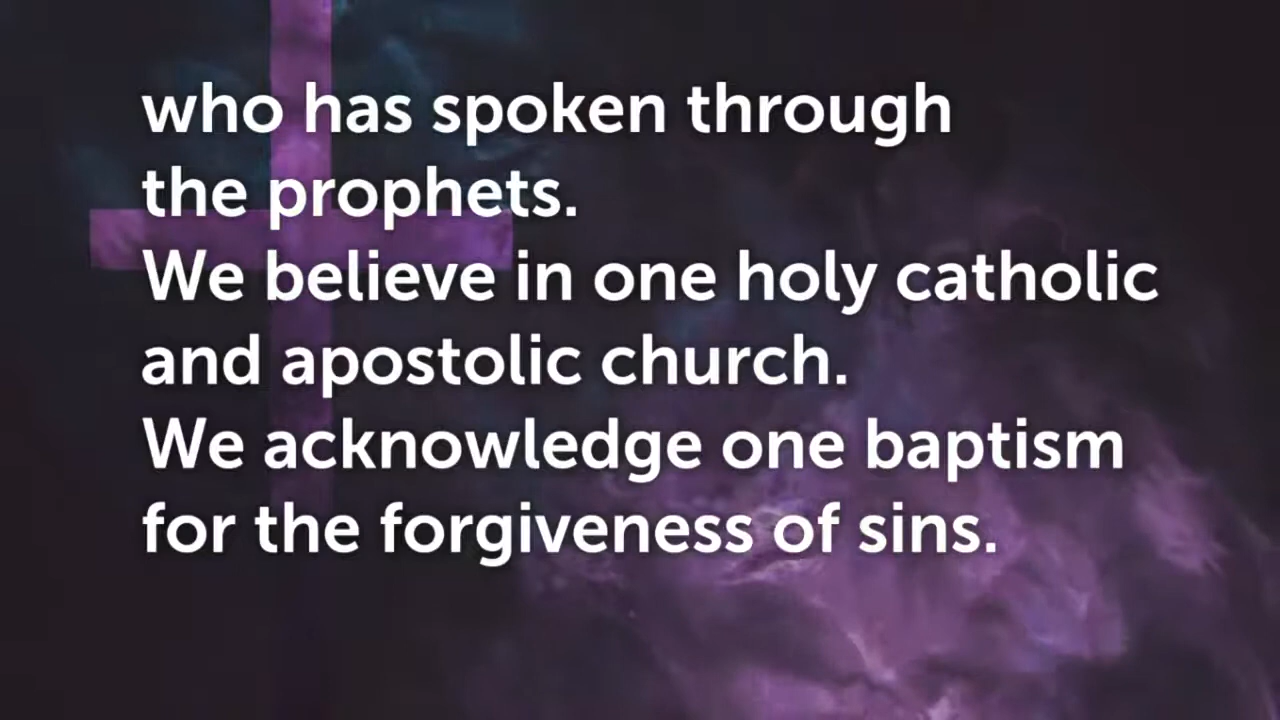 who has spoken through
the prophets.
We believe in one holy catholic
and apostolic church.
We acknowledge one baptism
for the forgiveness of sins.